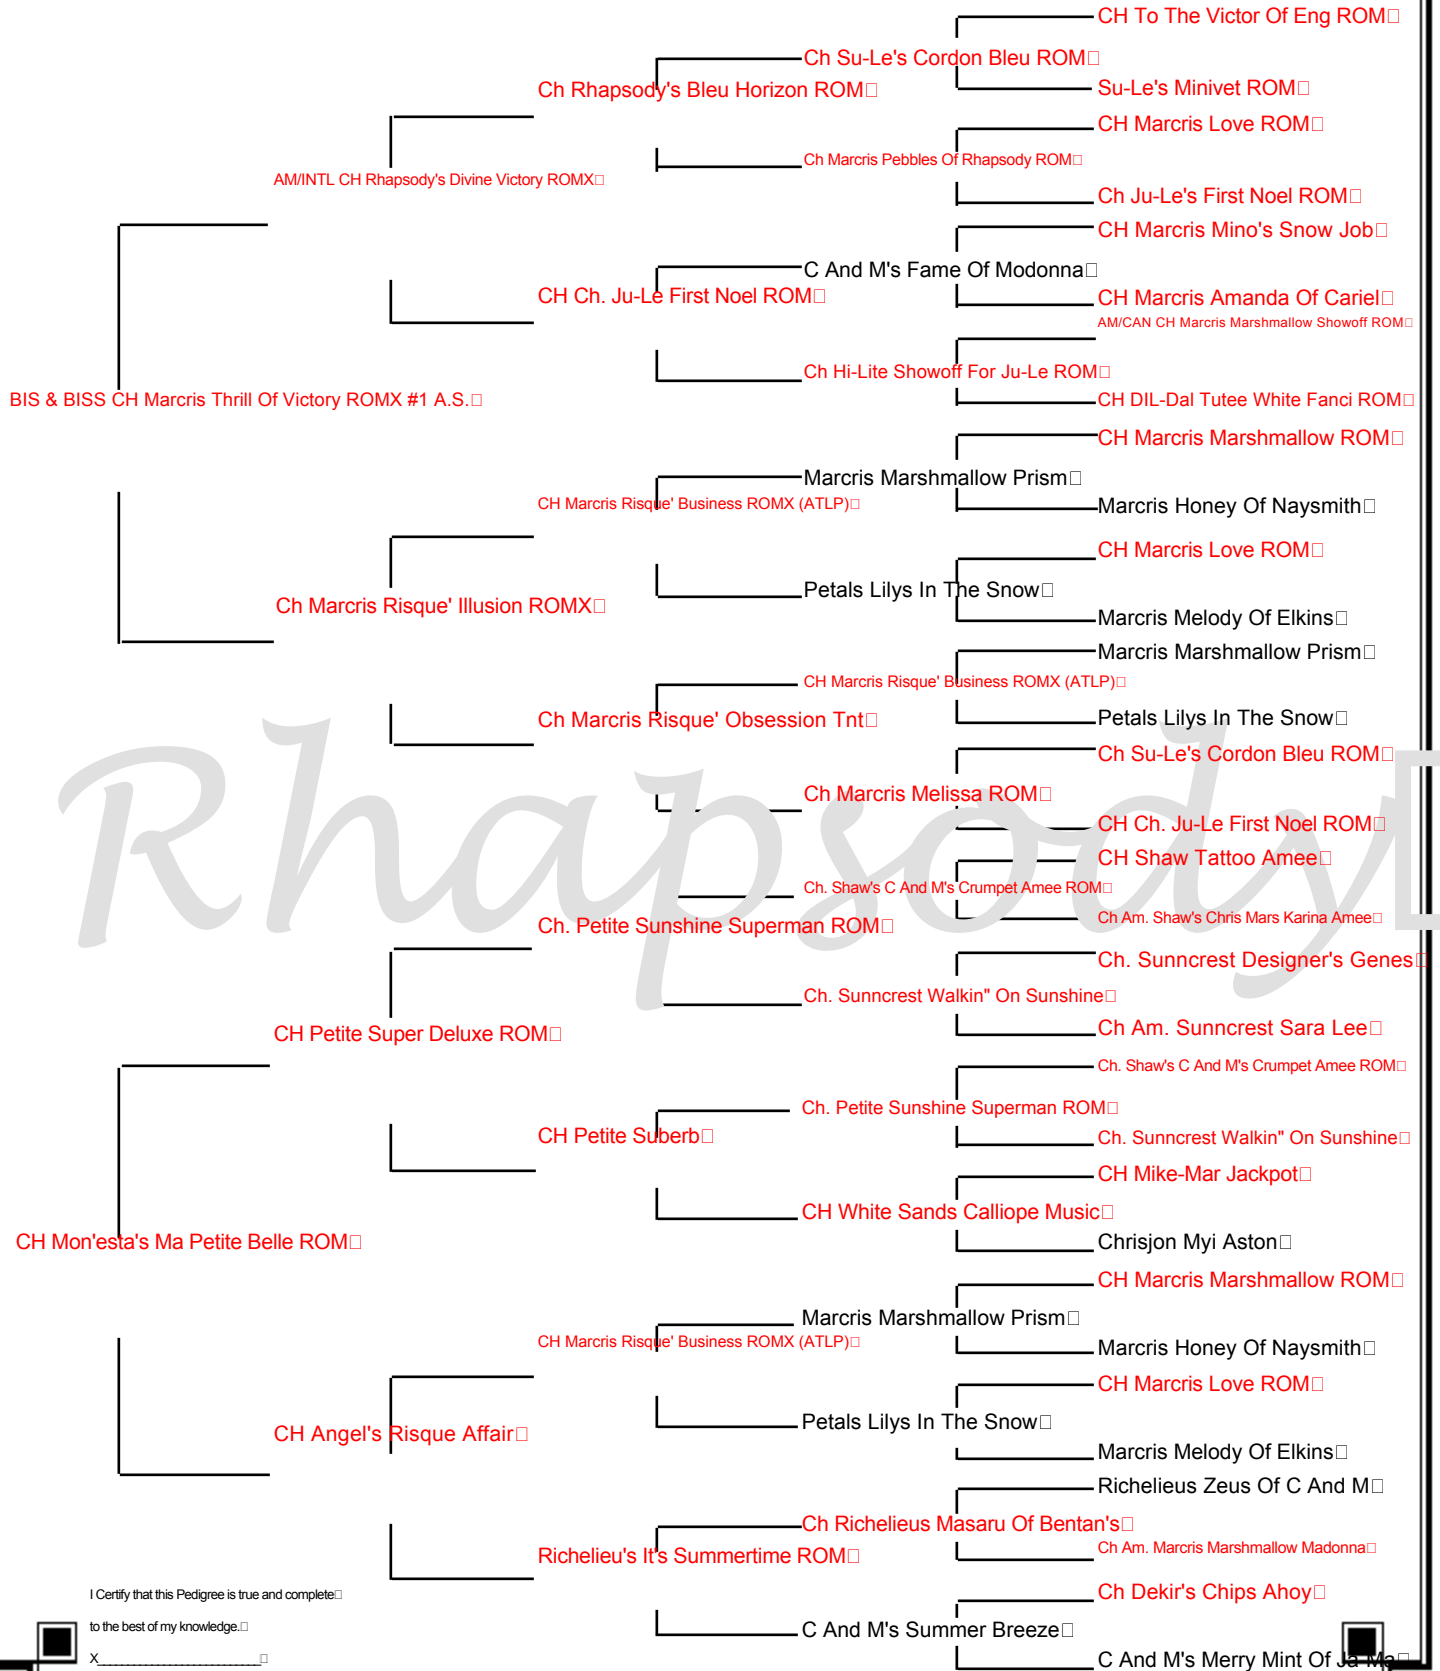 CH To The Victor Of Eng ROM
Ch Su-Le's Cordon Bleu ROM
Ch Rhapsody's Bleu Horizon ROM
Su-Le's Minivet ROM
CH Marcris Love ROM
Ch Marcris Pebbles Of Rhapsody ROM
AM/INTL CH Rhapsody's Divine Victory ROMX
Ch Ju-Le's First Noel ROM
CH Marcris Mino's Snow Job
C And M's Fame Of Modonna
CH Ch. Ju-Le First Noel ROM
CH Marcris Amanda Of Cariel
AM/CAN CH Marcris Marshmallow Showoff ROM
Ch Hi-Lite Showoff For Ju-Le ROM
BIS & BISS CH Marcris Thrill Of Victory ROMX #1 A.S.
CH DIL-Dal Tutee White Fanci ROM
CH Marcris Marshmallow ROM
Marcris Marshmallow Prism
CH Marcris Risque' Business ROMX (ATLP)
Marcris Honey Of Naysmith
CH Marcris Love ROM
Petals Lilys In The Snow
Ch Marcris Risque' Illusion ROMX
Marcris Melody Of Elkins
Marcris Marshmallow Prism
CH Marcris Risque' Business ROMX (ATLP)
Ch Marcris Risque' Obsession Tnt
Petals Lilys In The Snow
Ch Su-Le's Cordon Bleu ROM
Ch Marcris Melissa ROM
CH Ch. Ju-Le First Noel ROM
Rhapsody
CH Shaw Tattoo Amee
Ch. Shaw's C And M's Crumpet Amee ROM
Ch. Petite Sunshine Superman ROM
Ch Am. Shaw's Chris Mars Karina Amee
Ch. Sunncrest Designer's Genes
Ch. Sunncrest Walkin" On Sunshine
CH Petite Super Deluxe ROM
Ch Am. Sunncrest Sara Lee
Ch. Shaw's C And M's Crumpet Amee ROM
Ch. Petite Sunshine Superman ROM
CH Petite Suberb
Ch. Sunncrest Walkin" On Sunshine
CH Mike-Mar Jackpot
CH White Sands Calliope Music
CH Mon'esta's Ma Petite Belle ROM
Chrisjon Myi Aston
CH Marcris Marshmallow ROM
Marcris Marshmallow Prism
CH Marcris Risque' Business ROMX (ATLP)
Marcris Honey Of Naysmith
CH Marcris Love ROM
Petals Lilys In The Snow
CH Angel's Risque Affair
Marcris Melody Of Elkins
Richelieus Zeus Of C And M
Ch Richelieus Masaru Of Bentan's
Richelieu's It's Summertime ROM
Ch Am. Marcris Marshmallow Madonna
Ch Dekir's Chips Ahoy
C And M's Summer Breeze
C And M's Merry Mint Of Ja-Ma
I Certify that this Pedigree is true and complete
to the best of my knowledge.
X___________________________